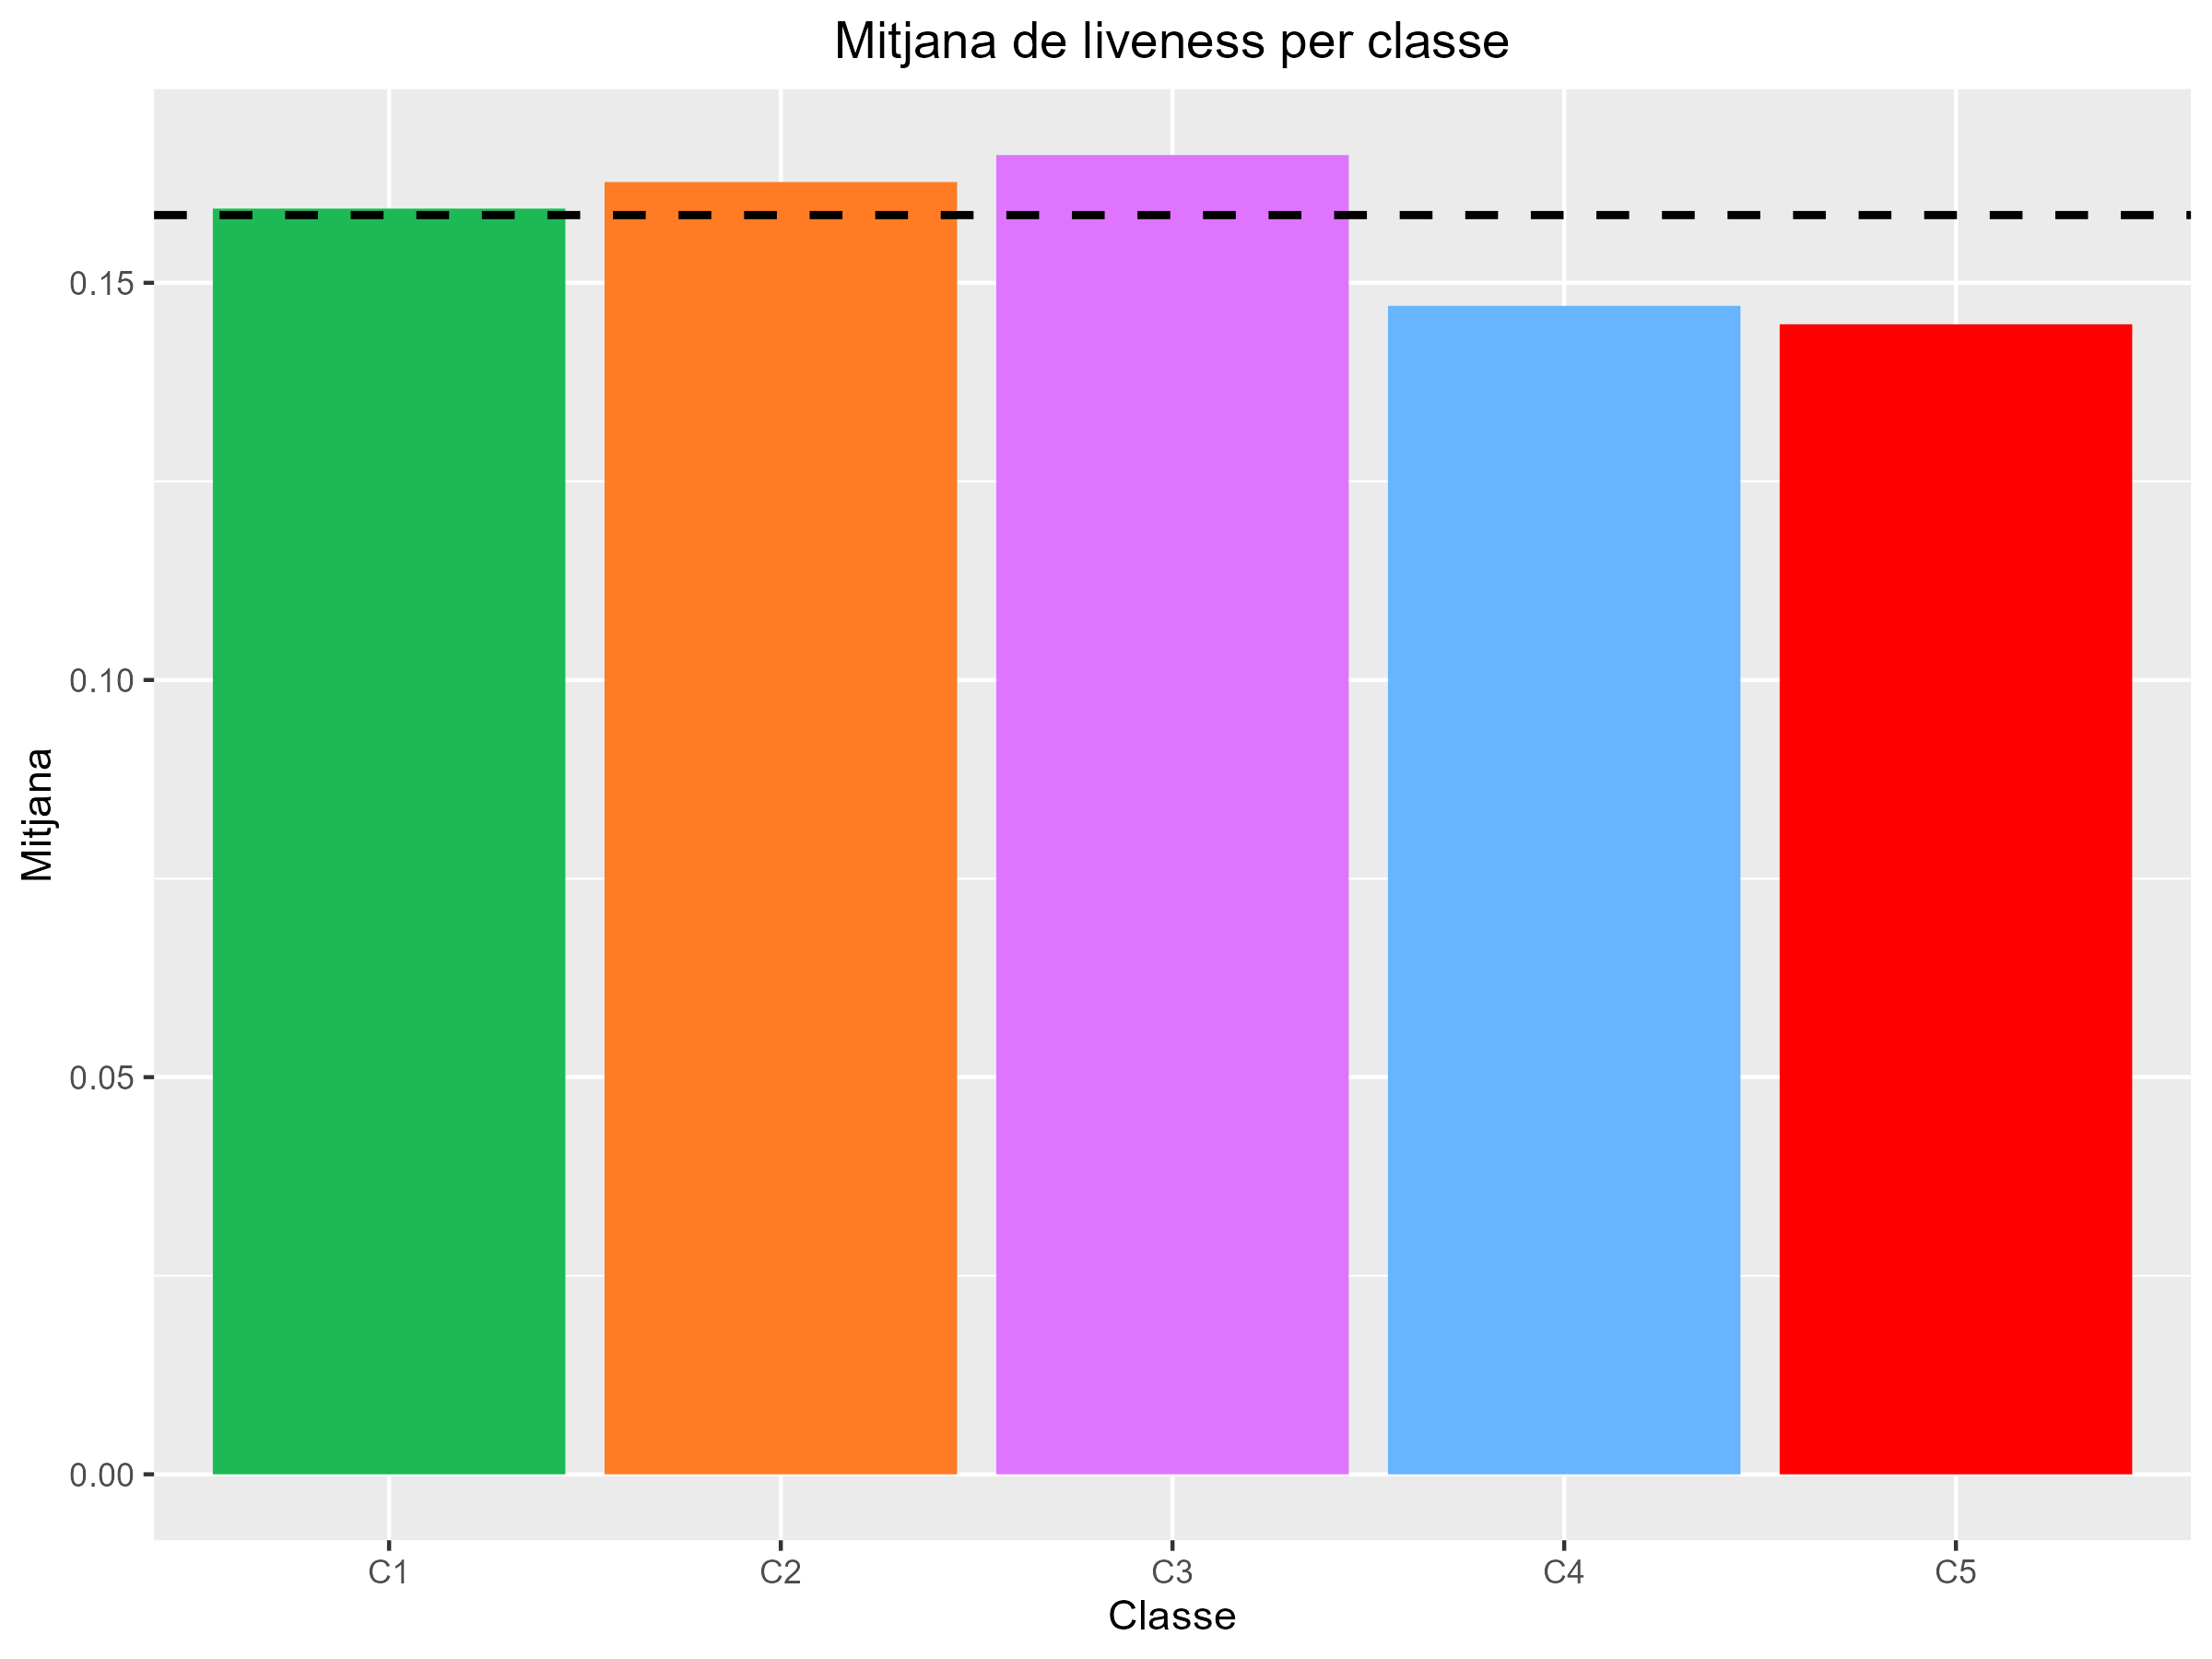 Mitjana de liveness per classe
Mitjana
0.15
0.10
0.05
0.00
C1 C2 C3 C4 C5
Classe